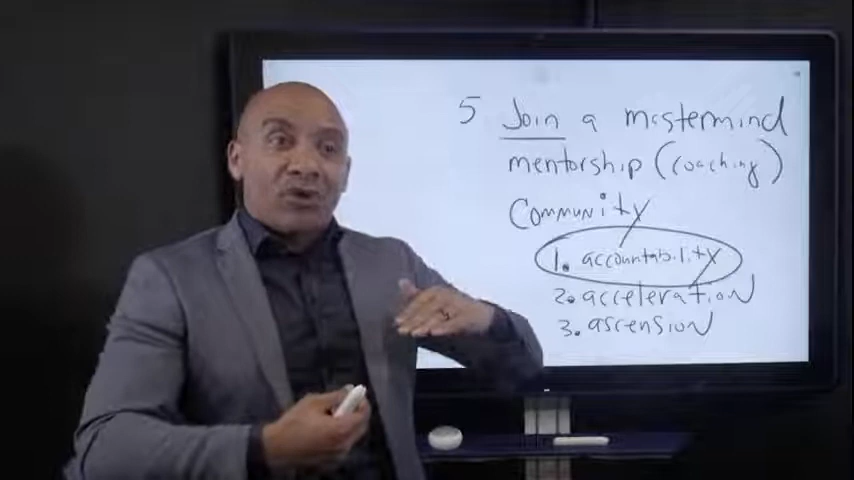 5 Join a mastermind
mentorship (coaching)
Community
1. accountability
2. acceleration
3. ascension